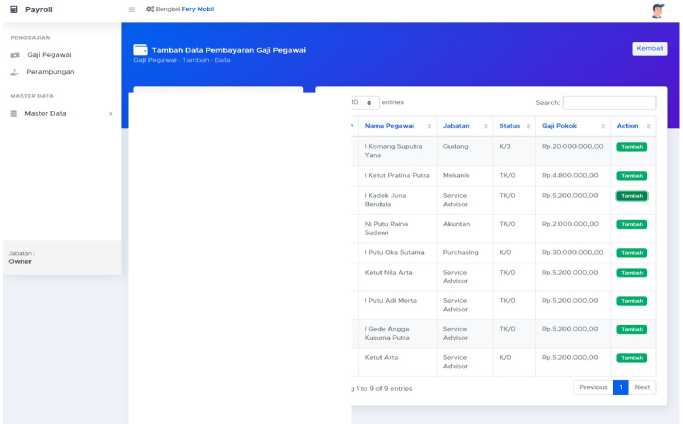 Payroll
Bengkel Fery Mobil
PENGGAJIAN
Gaji Pegawai
Perampungan
MASTER DATA
Master Data
Jabatan :
Owner
Tambah Data Pembayaran Gaji Pegawai
Gaji Pegawai - Tambah - Data
Kembali
10 entries
Search:
Nama Pegawai Jabatan Status Gaji Pokok Action
I Komang Suputra Yana Gudang K/3 Rp.20.000.000,00 Tambah
I Ketut Pratina Putra Mekanik TK/0 Rp.4.800.000,00 Tambah
I Kadek Juna Bendula Service Advisor TK/0 Rp.5.200.000,00 Tambah
Ni Putu Raina Sudewi Akuntan TK/0 Rp.2.000.000,00 Tambah
I Putu Oka Sutama Purchasing K/0 Rp.30.000.000,00 Tambah
Ketut Nila Arta Service Advisor TK/0 Rp.5.200.000,00 Tambah
I Putu Adi Merta Service Advisor TK/0 Rp.5.200.000,00 Tambah
I Gede Angga Kusuma Putra Service Advisor TK/0 Rp.5.200.000,00 Tambah
Ketut Arta Service Advisor K/0 Rp.5.200.000,00 Tambah
g 1 to 9 of 9 entries
Previous 1 Next